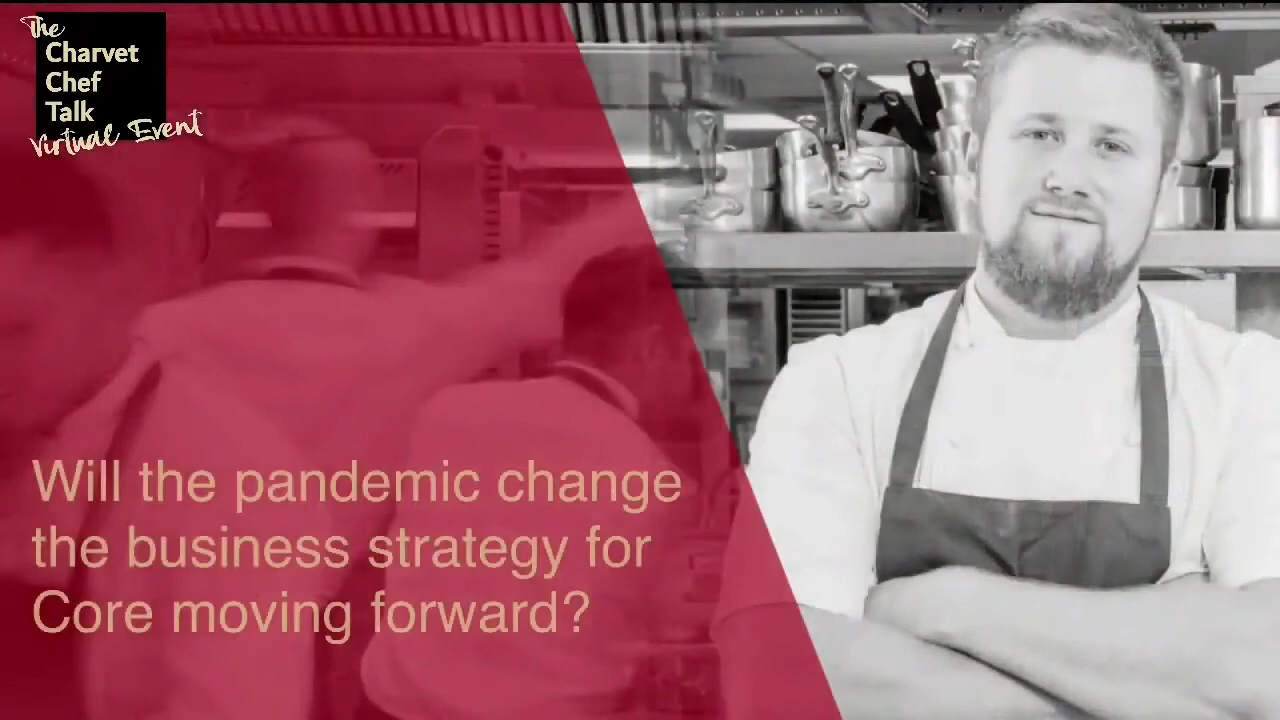 The
Charvet
Chef
Talk
Virtual Event
Will the pandemic change
the business strategy for
Core moving forward?